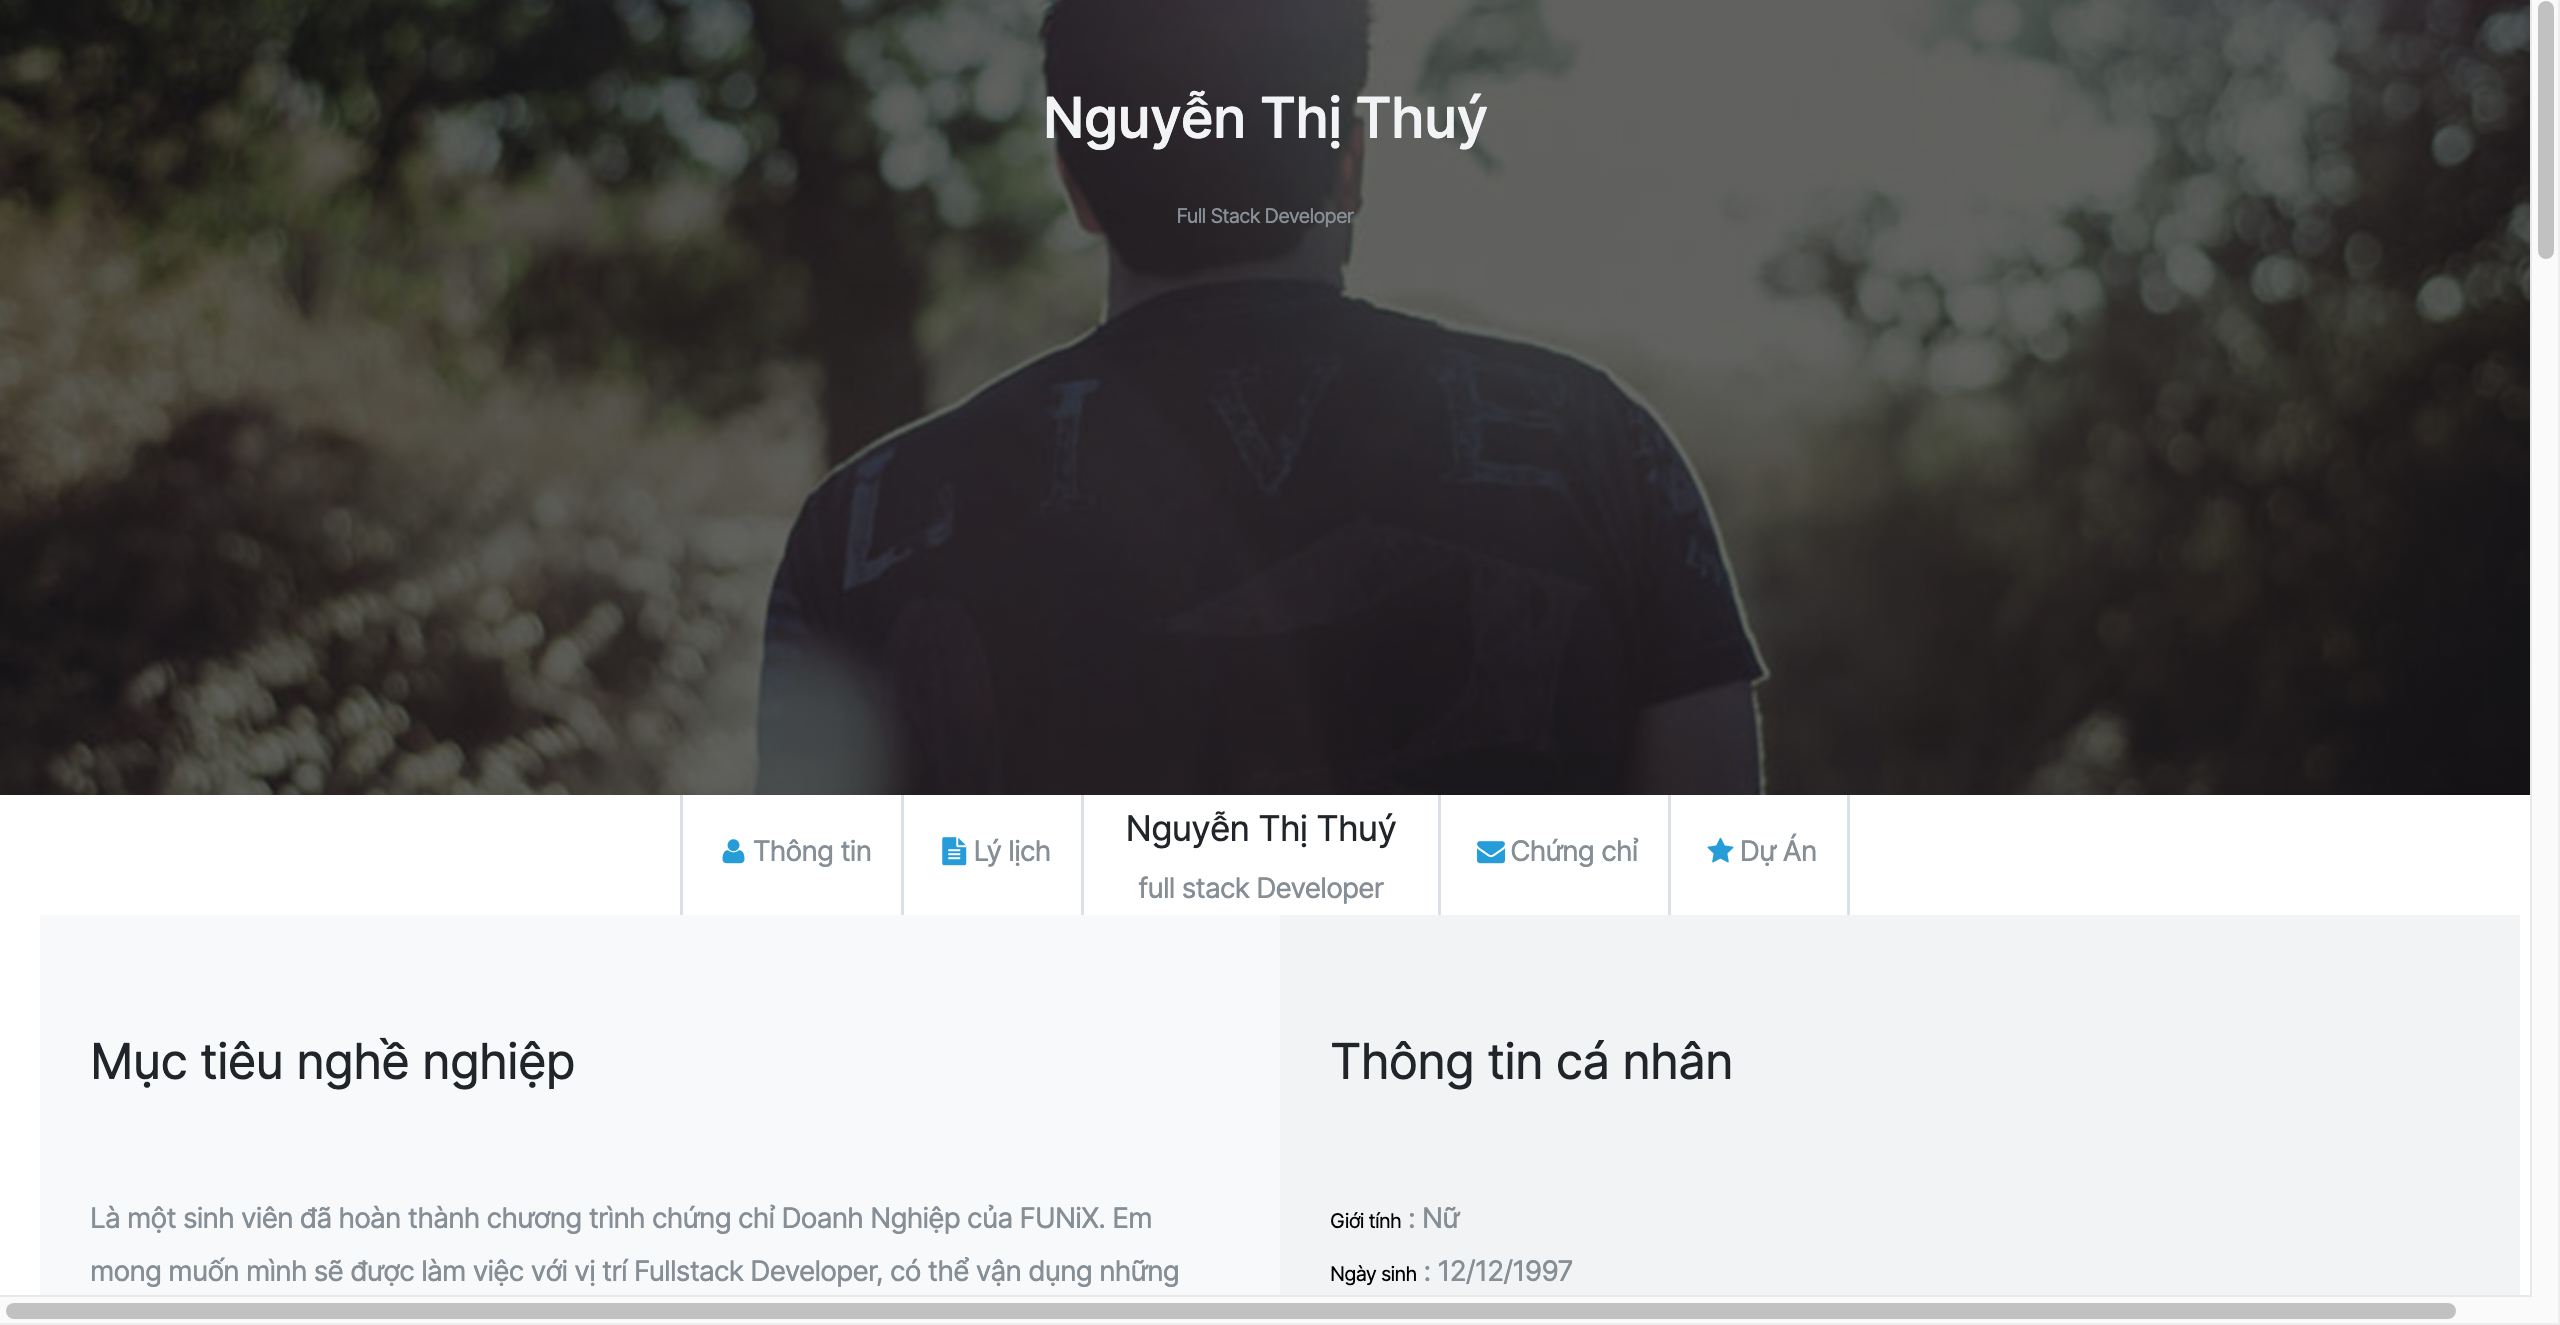 Nguyễn Thị Thuý
Full Stack Developer
LIVE
Thông tin
Lý lịch
Nguyễn Thị Thuý
full stack Developer
Chứng chỉ
Dự Án
Mục tiêu nghề nghiệp
Là một sinh viên đã hoàn thành chương trình chứng chỉ Doanh Nghiệp của FUNiX. Em
mong muốn mình sẽ được làm việc với vị trí Fullstack Developer, có thể vận dụng những
Thông tin cá nhân
Giới tính : Nữ
Ngày sinh : 12/12/1997